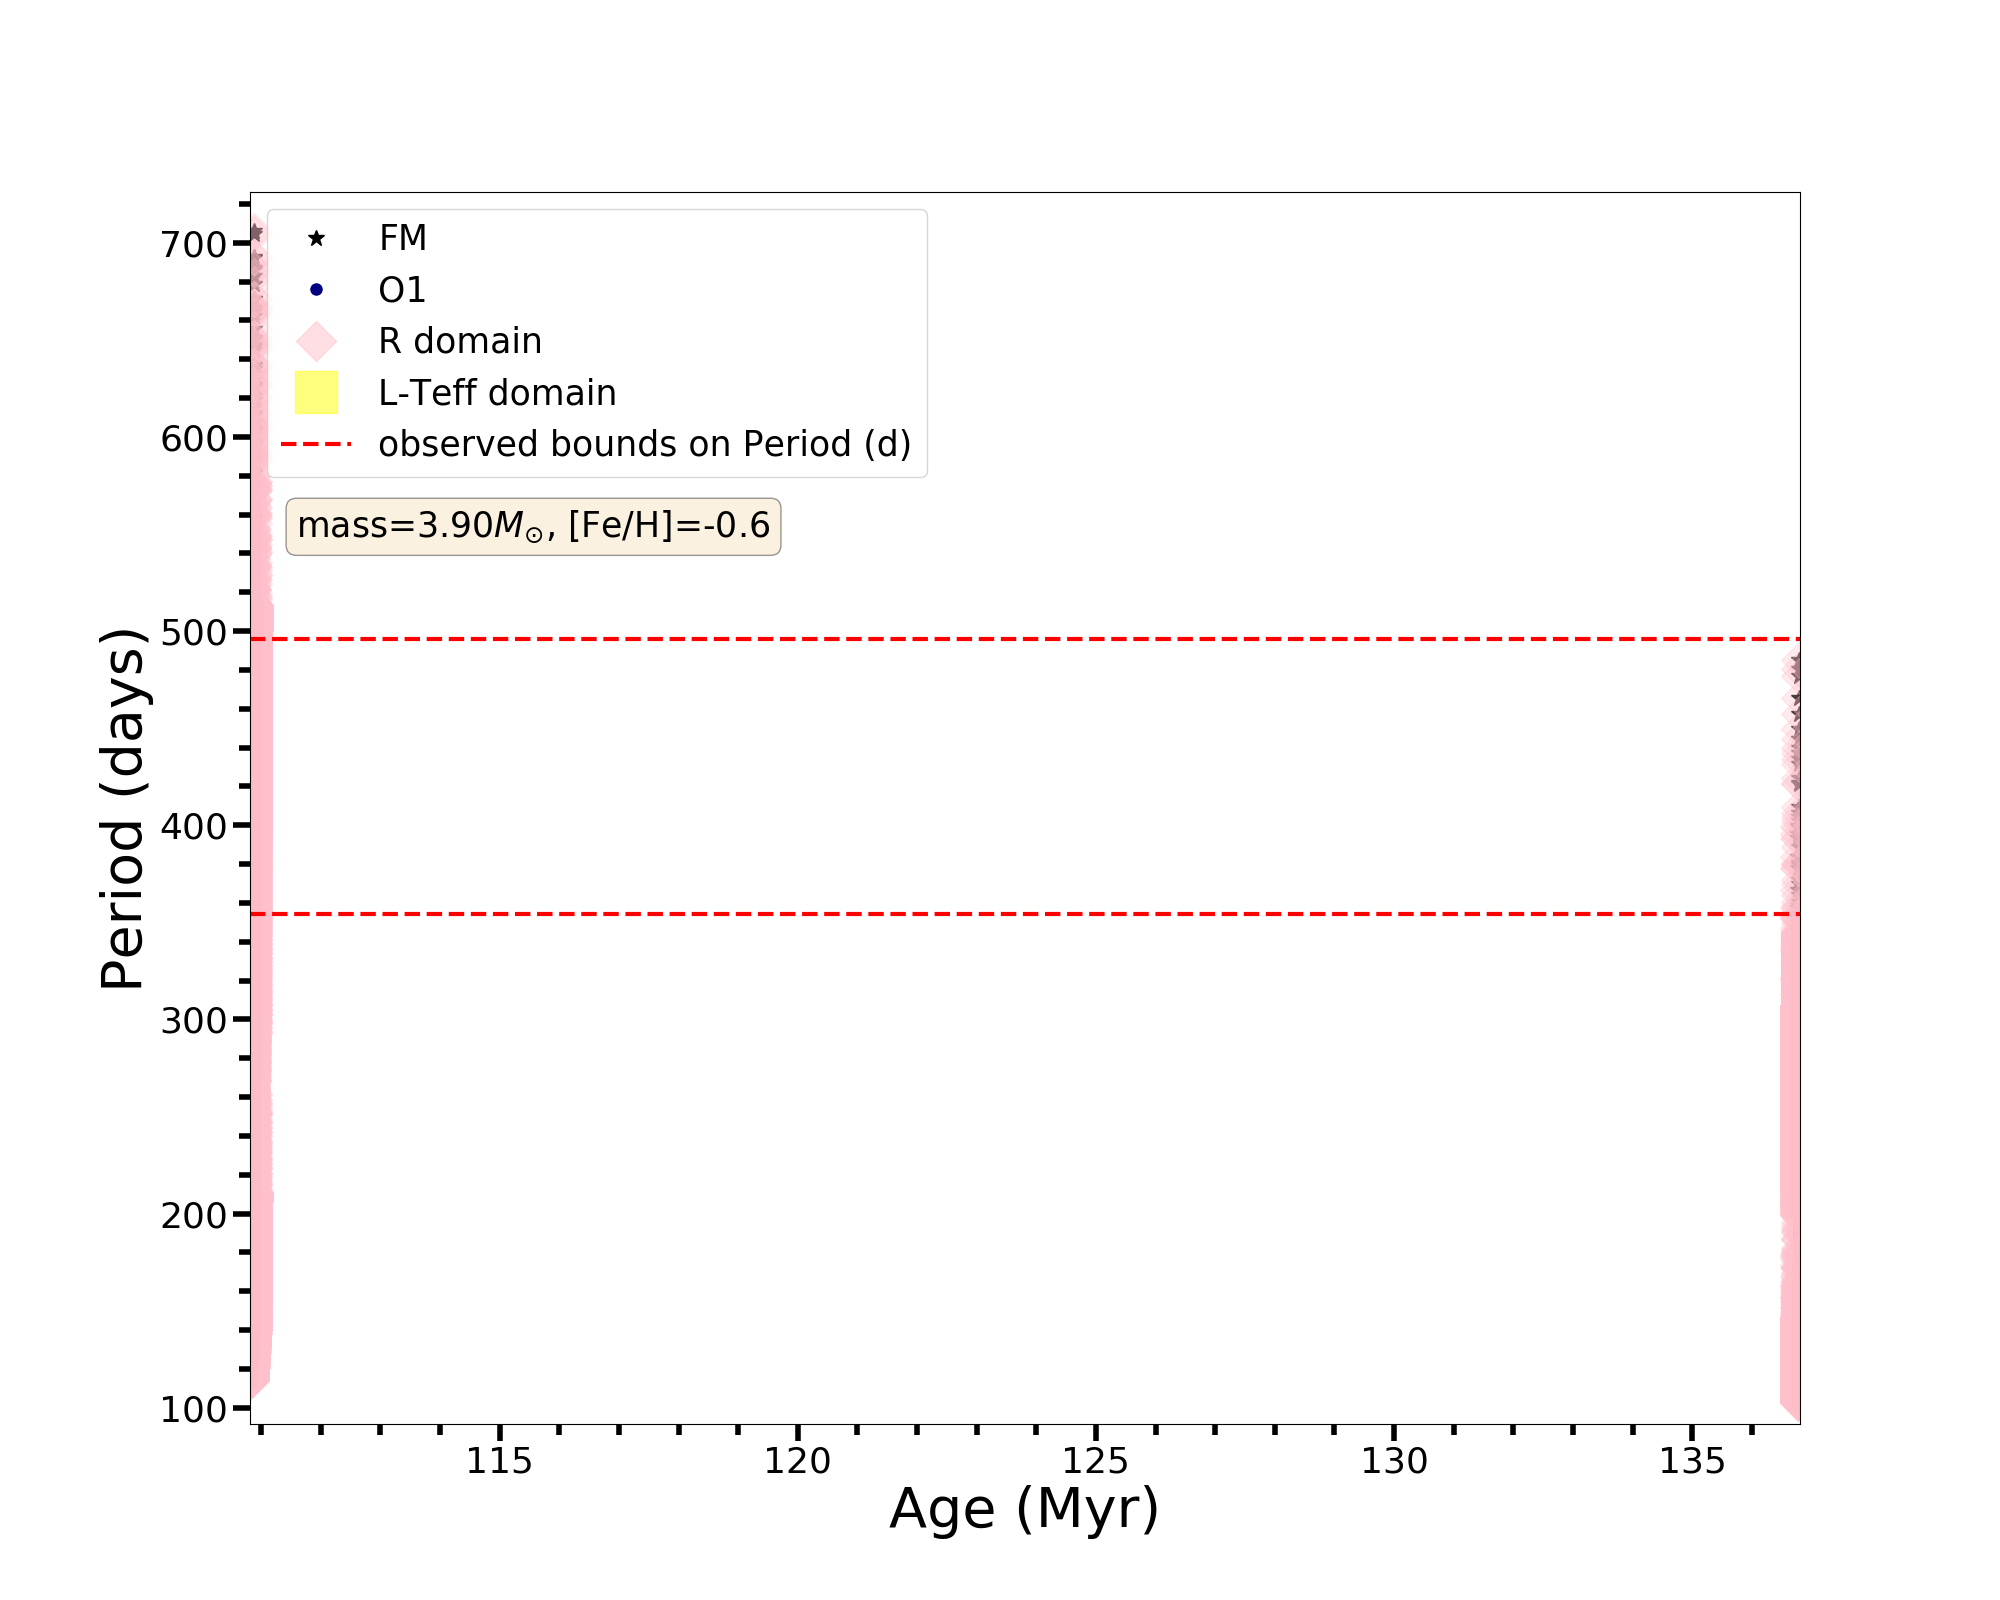 FM
O1
R domain
L-Teff domain
observed bounds on Period (d)
mass=3.90M⊙, [Fe/H]=-0.6
700
600
500
400
300
200
100
Period (days)
115 120 125 130 135
Age (Myr)